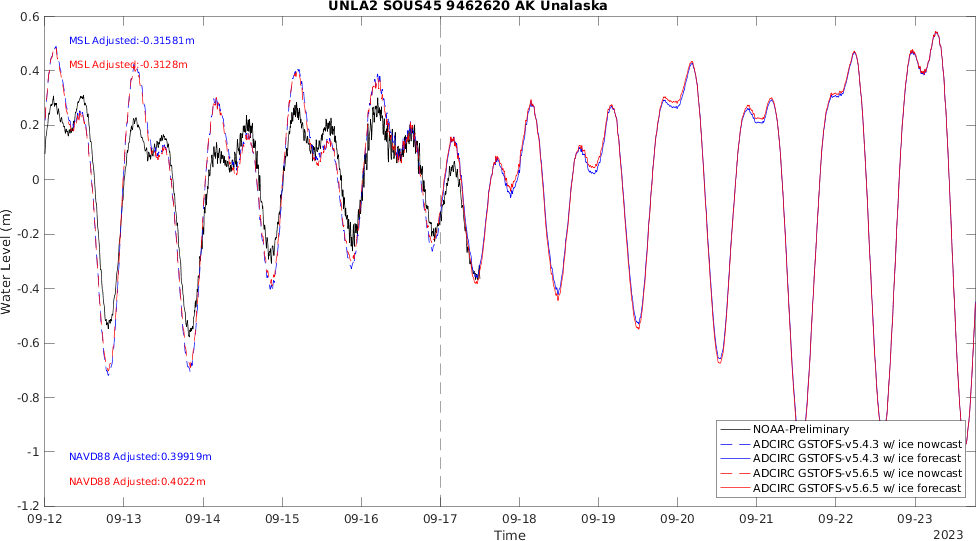 UNLA2 SOUS45 9462620 AK Unalaska
0.6
0.4
0.2
0
-0.2
-0.4
-0.6
-0.8
-1
-1.2
Water Level (m)
MSL Adjusted:-0.31581m
MSL Adjusted:-0.3128m
NAVD88 Adjusted:0.39919m
NAVD88 Adjusted:0.4022m
NOAA-Preliminary
ADCIRC GSTOFS-v5.4.3 w/ ice nowcast
ADCIRC GSTOFS-v5.4.3 w/ ice forecast
ADCIRC GSTOFS-v5.6.5 w/ ice nowcast
ADCIRC GSTOFS-v5.6.5 w/ ice forecast
09-12 09-13 09-14 09-15 09-16 09-17 09-18 09-19 09-20 09-21 09-22 09-23
Time
2023